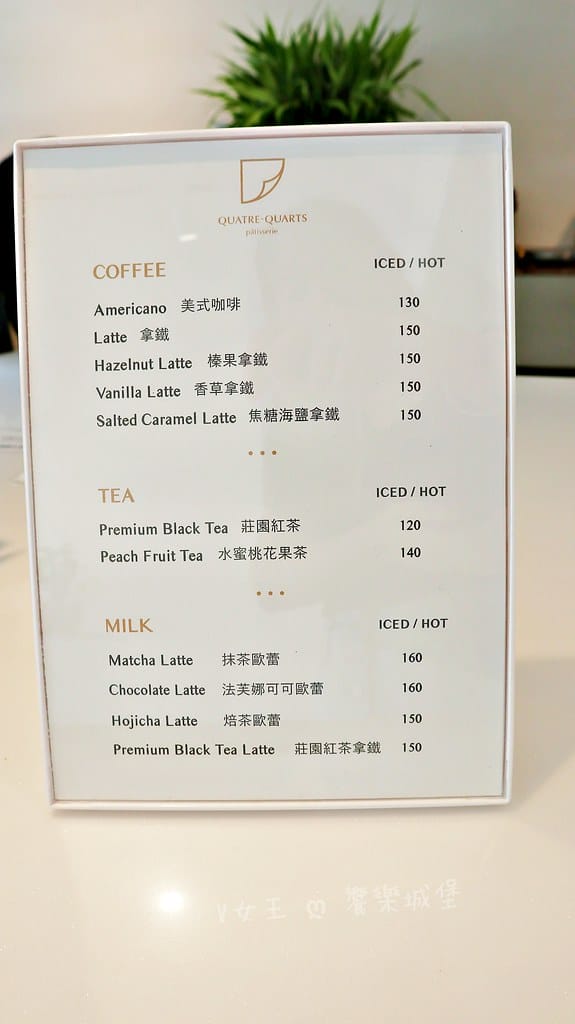 QUATRE-QUARTS
pâtisserie
COFFEE ICED / HOT
Americano 美式咖啡 130
Latte 拿鐵 150
Hazelnut Latte 榛果拿鐵 150
Vanilla Latte 香草拿鐵 150
Salted Caramel Latte 焦糖海鹽拿鐵 150
TEA ICED / HOT
Premium Black Tea 莊園紅茶 120
Peach Fruit Tea 水蜜桃花果茶 140
MILK ICED / HOT
Matcha Latte 抹茶歐蕾 160
Chocolate Latte 法芙娜可可歐蕾 160
Hojicha Latte 焙茶歐蕾 150
Premium Black Tea Latte 莊園紅茶拿鐵 150
V女王 ღ 饗樂城堡